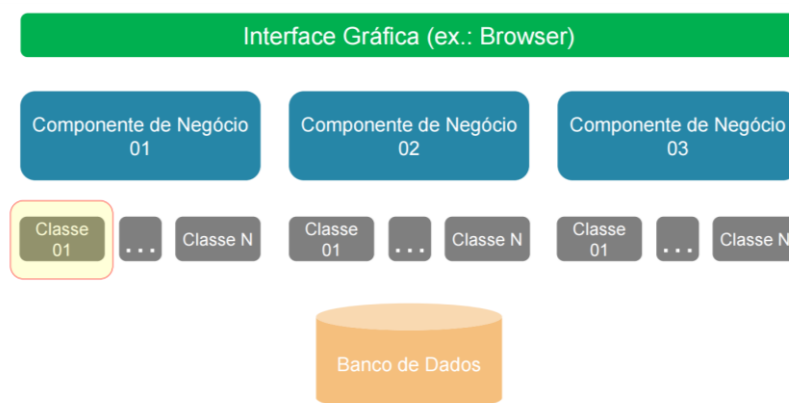 Interface Gráfica (ex.: Browser)
Componente de Negócio
01
Componente de Negócio
02
Componente de Negócio
03
Classe
01
...
Classe N
Classe
01
...
Classe N
Classe
01
...
Classe N
Banco de Dados